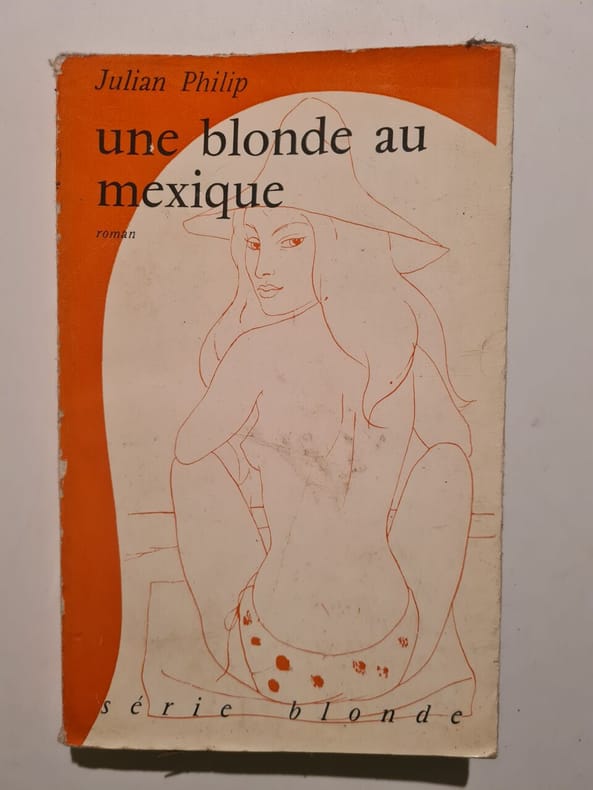 Julian Philip
une blonde au
mexique
roman
série blonde